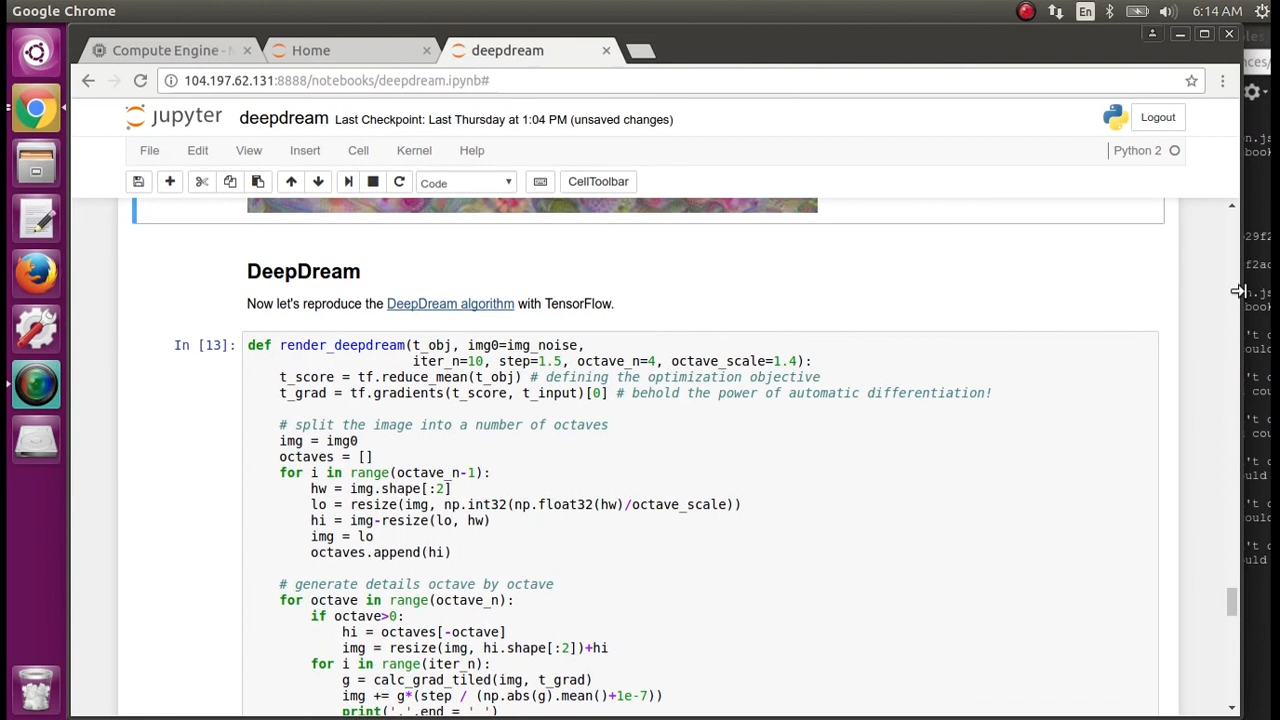 Google Chrome
En
6:14 AM
Compute Engine - 
Home
deepdream
104.197.62.131:8888/notebooks/deepdream.ipynb#
jupyter
deepdream Last Checkpoint: Last Thursday at 1:04 PM (unsaved changes)
Logout
File Edit View Insert Cell Kernel Help
Python 2
Code
CellToolbar
DeepDream
Now let's reproduce the DeepDream algorithm with TensorFlow.
In [13]:
def render_deepdream(t_obj, img0=img_noise,
iter_n=10, step=1.5, octave_n=4, octave_scale=1.4):
t_score = tf.reduce_mean(t_obj) # defining the optimization objective
t_grad = tf.gradients(t_score, t_input)[0] # behold the power of automatic differentiation!
# split the image into a number of octaves
img = img0
octaves = []
for i in range(octave_n-1):
hw = img.shape[:2]
lo = resize(img, np.int32(np.float32(hw)/octave_scale))
hi = img-resize(lo, hw)
img = lo
octaves.append(hi)
# generate details octave by octave
for octave in range(octave_n):
if octave>0:
hi = octaves[-octave]
img = resize(img, hi.shape[:2])+hi
for i in range(iter_n):
g = calc_grad_tiled(img, t_grad)
img += g*(step / (np.abs(g).mean()+1e-7))
print('.',end = ' ')